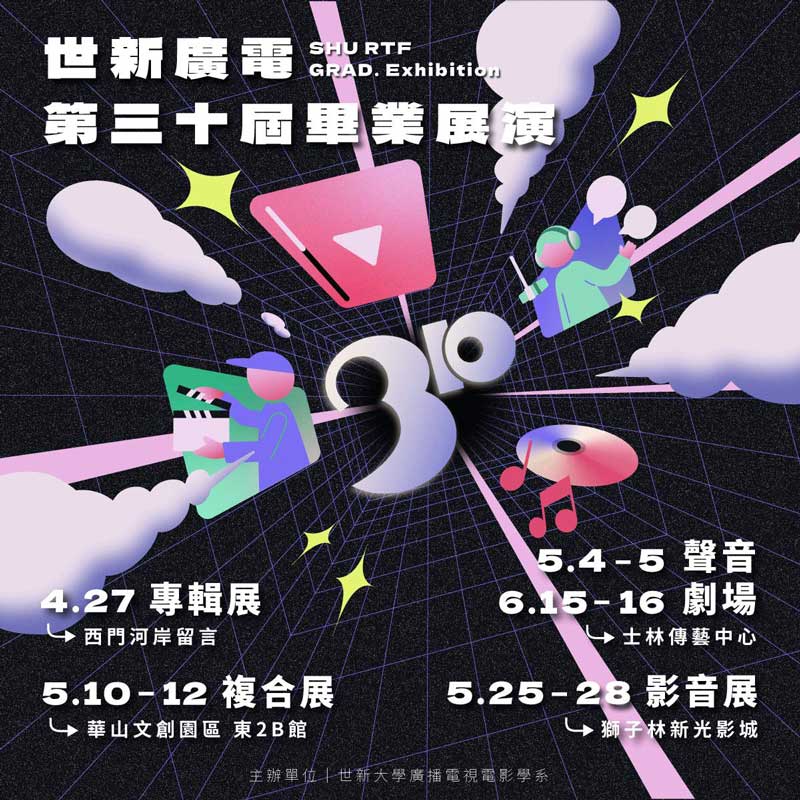 世新廣電 SHU RTF
GRAD. Exhibition
第三十屆畢業展演
310
4.27 專輯展
西門河岸留言
5.10-12 複合展
華山文創園區 東2B館
5.4-5 聲音
6.15-16 劇場
士林傳藝中心
5.25-28 影音展
獅子林新光影城
主辦單位｜世新大學廣播電視電影學系